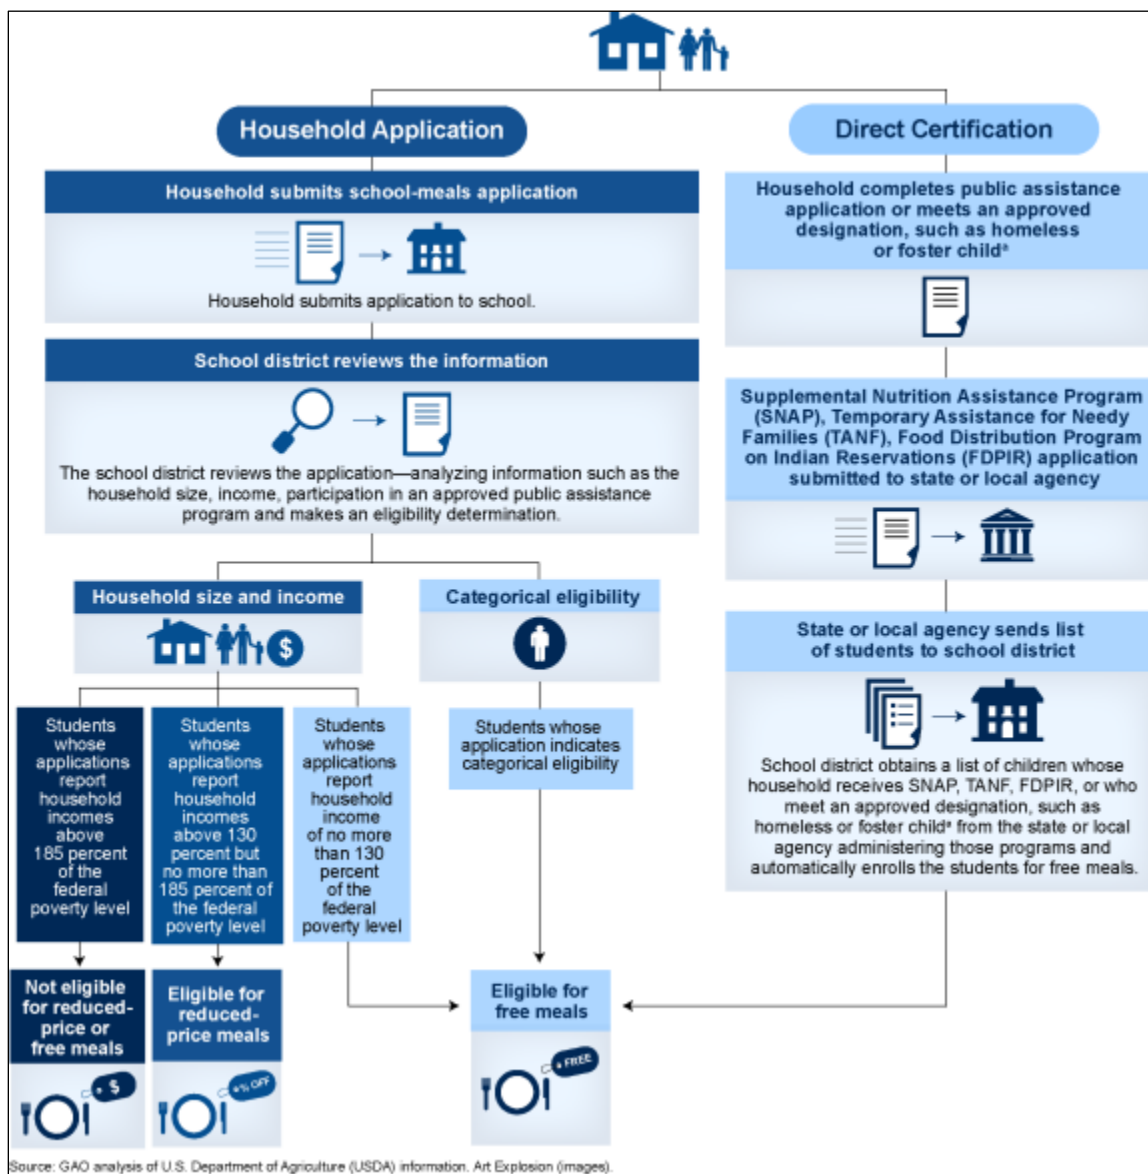 Household Application
Direct Certification
Household submits school-meals application
Household submits application to school.
School district reviews the information
The school district reviews the application—analyzing information such as the
household size, income, participation in an approved public assistance
program and makes an eligibility determination.
Household size and income
$
Categorical eligibility
Students
whose
applications
report
household
incomes
above
185 percent
of the
federal
poverty level
Students
whose
applications
report
household
incomes
above 130
percent but
no more than
185 percent of
the federal
poverty level
Students
whose
applications
report
household
income
of no more
than 130
percent
of the
federal
poverty level
Students whose
application indicates
categorical eligibility
Household completes public assistance
application or meets an approved
designation, such as homeless
or foster childᵃ
Supplemental Nutrition Assistance Program
(SNAP), Temporary Assistance for Needy
Families (TANF), Food Distribution Program
on Indian Reservations (FDPIR) application
submitted to state or local agency
State or local agency sends list
of students to school district
School district obtains a list of children whose
household receives SNAP, TANF, FDPIR, or who
meet an approved designation, such as
homeless or foster childᵃ from the state or local
agency administering those programs and
automatically enrolls the students for free meals.
Not eligible
for reduced-
price or
free meals
$
Eligible for
reduced-
price meals
% OFF
Eligible for
free meals
FREE
Source: GAO analysis of U.S. Department of Agriculture (USDA) information. Art Explosion (images).